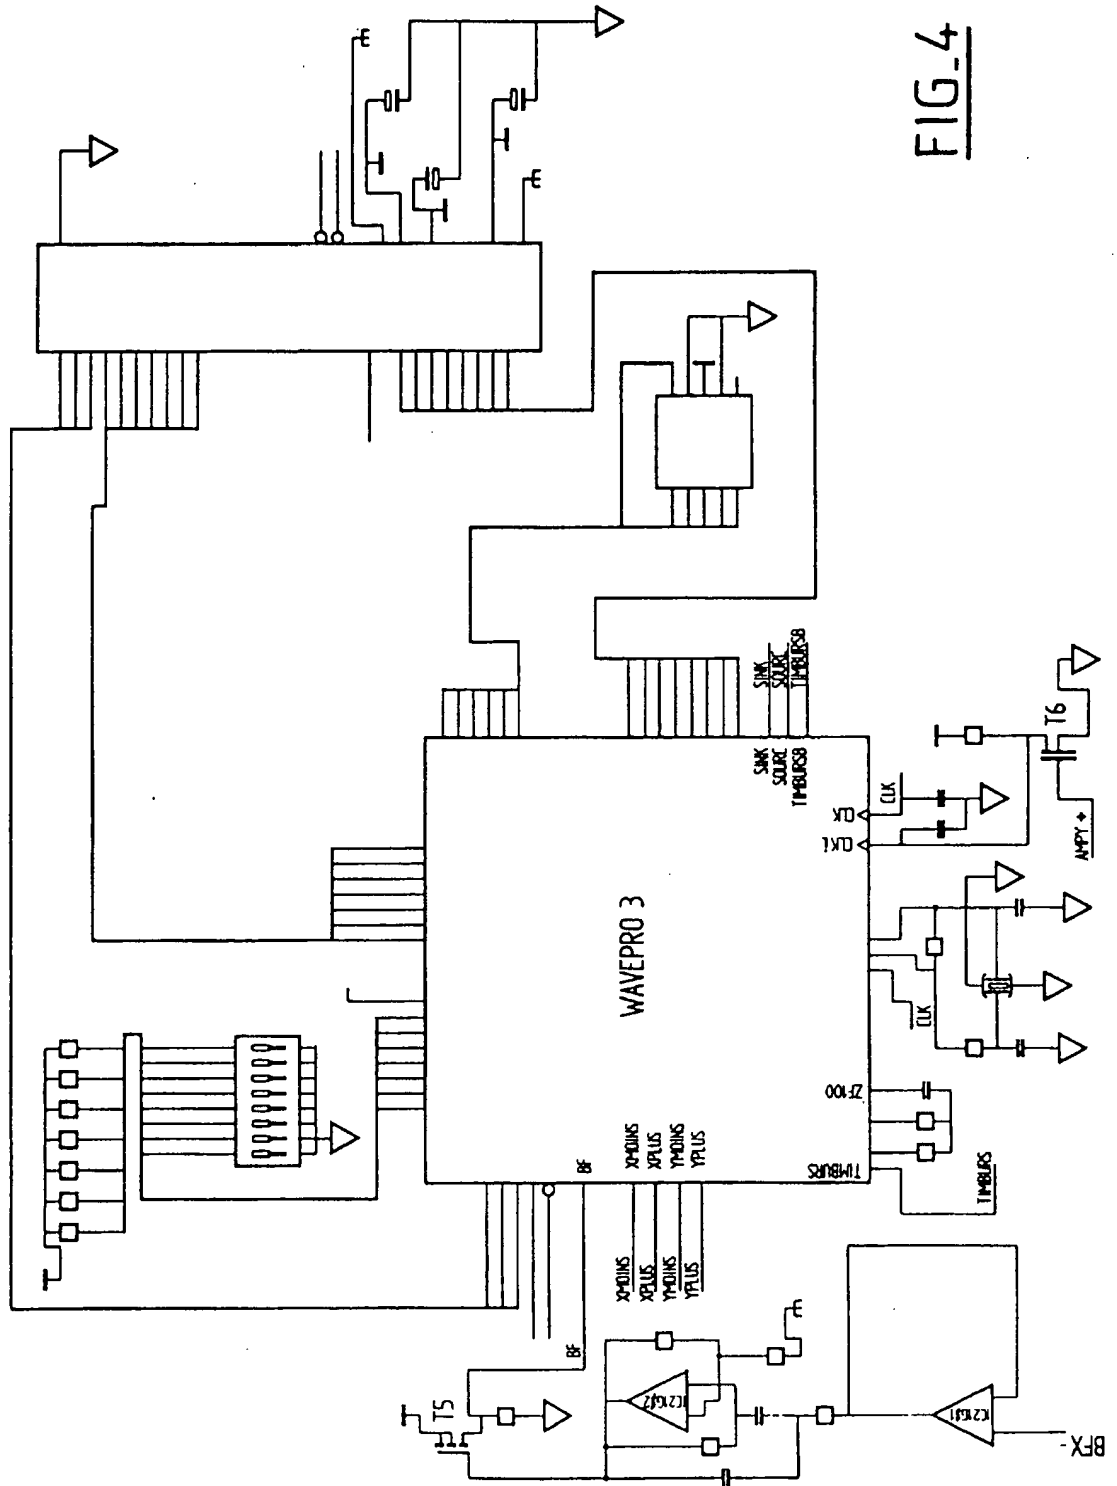 FIG_4
WAVEPRO 3
SINK
SOURC
TIMBURSB
SINK
SOURC
TIMBURSB
T6
AMPY +
CLK
CLK
CLKi
CLK
ZF100
TIMBURS
TIMBURS
BF
XMOINS
XPLUS
YMOINS
YPLUS
XMOINS
XPLUS
YMOINS
YPLUS
BF
T5
BFX -